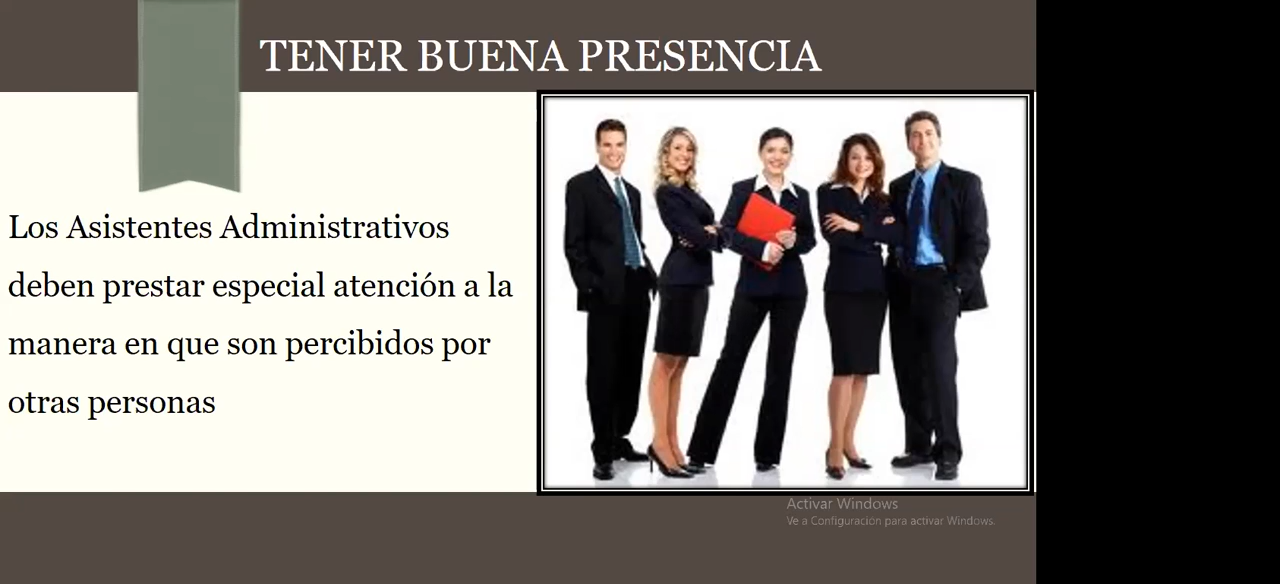 TENER BUENA PRESENCIA
Los Asistentes Administrativos
deben prestar especial atención a la
manera en que son percibidos por
otras personas
Activar Windows
Ve a Configuración para activar Windows.